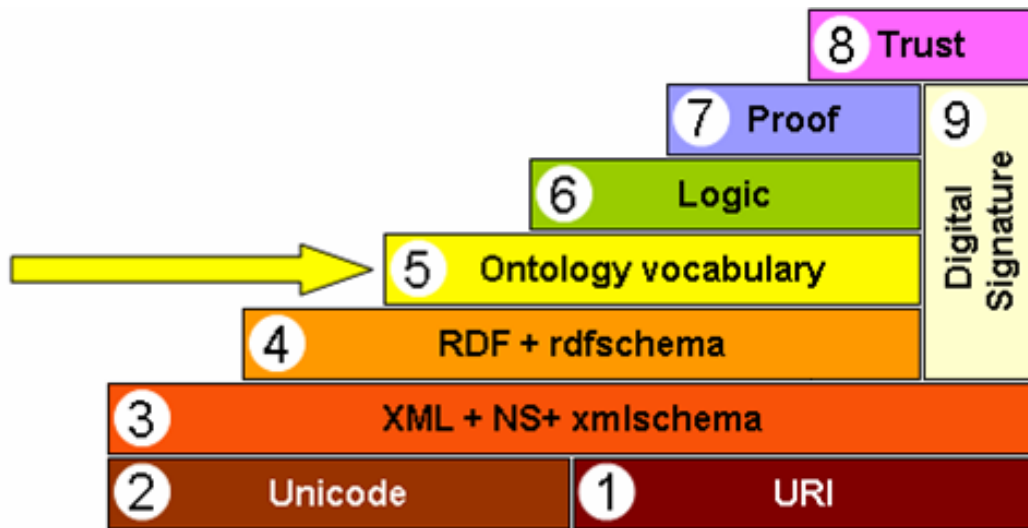 8 Trust
7 Proof
9 Digital Signature
6 Logic
5 Ontology vocabulary
4 RDF + rdfschema
3 XML + NS+ xmlschema
2 Unicode
1 URI